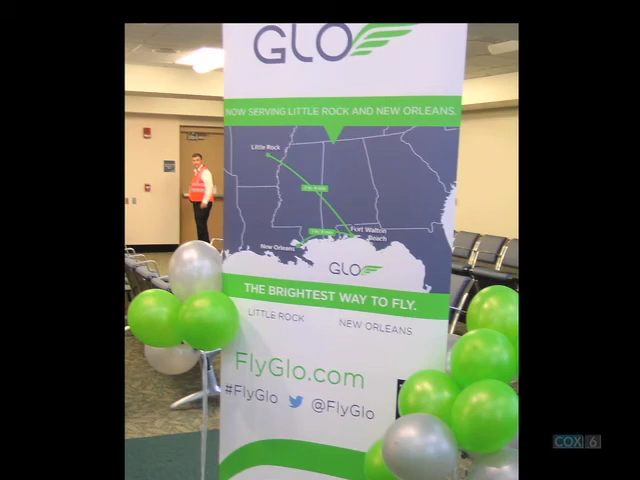 GLO
NOW SERVING LITTLE ROCK AND NEW ORLEANS.
Little Rock
Fort Walton
Beach
New Orleans
GLO
THE BRIGHTEST WAY TO FLY.
LITTLE ROCK NEW ORLEANS
FlyGlo.com
#FlyGlo @FlyGlo
COX 6